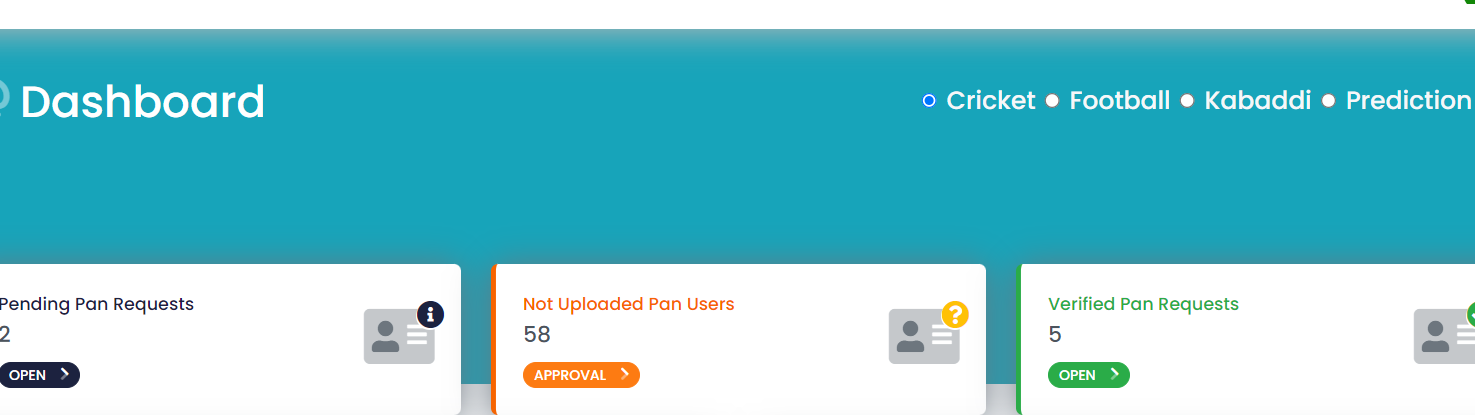 Dashboard
Cricket Football Kabaddi Prediction
Pending Pan Requests
2
OPEN
Not Uploaded Pan Users
58
APPROVAL
Verified Pan Requests
5
OPEN